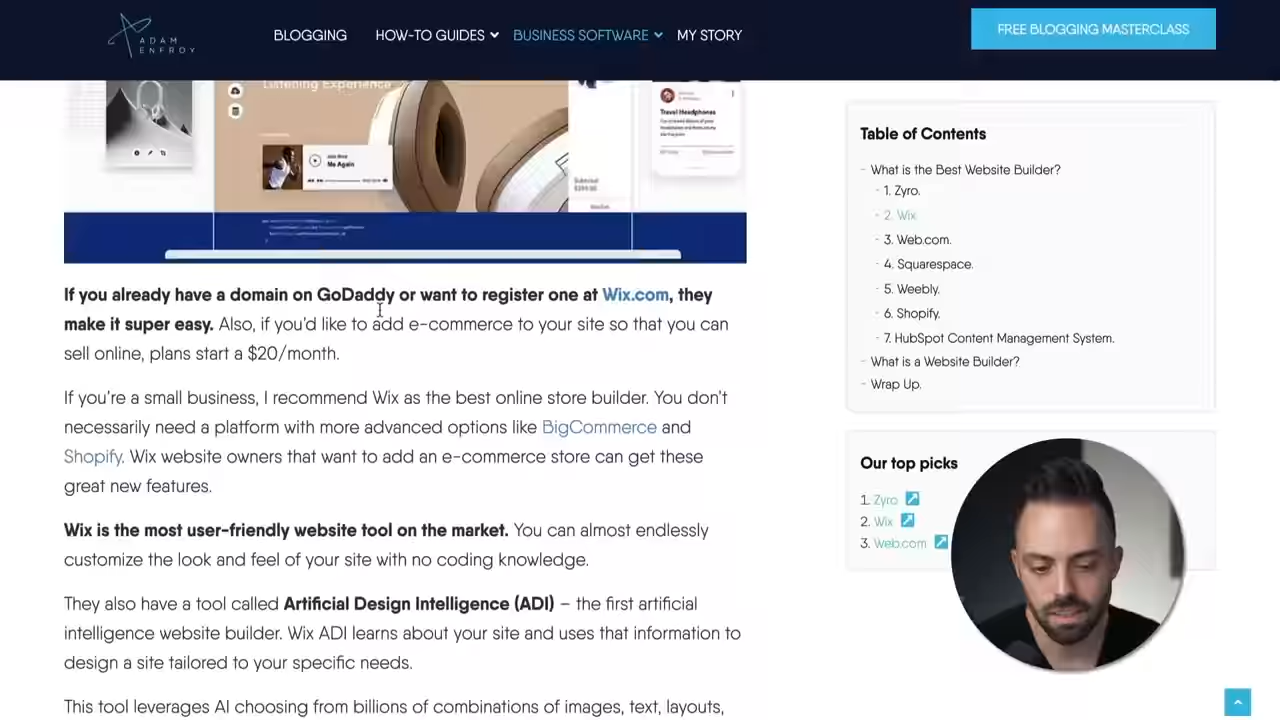 ADAM
ENFROY
BLOGGING
HOW-TO GUIDES
BUSINESS SOFTWARE
MY STORY
FREE BLOGGING MASTERCLASS
Listening Experience
Me Again
Travel Headphones
Subtotal
If you already have a domain on GoDaddy or want to register one at Wix.com, they
make it super easy. Also, if you'd like to add e-commerce to your site so that you can
sell online, plans start a $20/month.
If you're a small business, I recommend Wix as the best online store builder. You don't
necessarily need a platform with more advanced options like BigCommerce and
Shopify. Wix website owners that want to add an e-commerce store can get these
great new features.
Wix is the most user-friendly website tool on the market. You can almost endlessly
customize the look and feel of your site with no coding knowledge.
They also have a tool called Artificial Design Intelligence (ADI) – the first artificial
intelligence website builder. Wix ADI learns about your site and uses that information to
design a site tailored to your specific needs.
This tool leverages AI choosing from billions of combinations of images, text, layouts,
Table of Contents
- What is the Best Website Builder?
- 1. Zyro.
- 2. Wix
- 3. Web.com.
- 4. Squarespace.
- 5. Weebly.
- 6. Shopify.
- 7. HubSpot Content Management System.
- What is a Website Builder?
- Wrap Up.
Our top picks
1. Zyro
2. Wix
3. Web.com